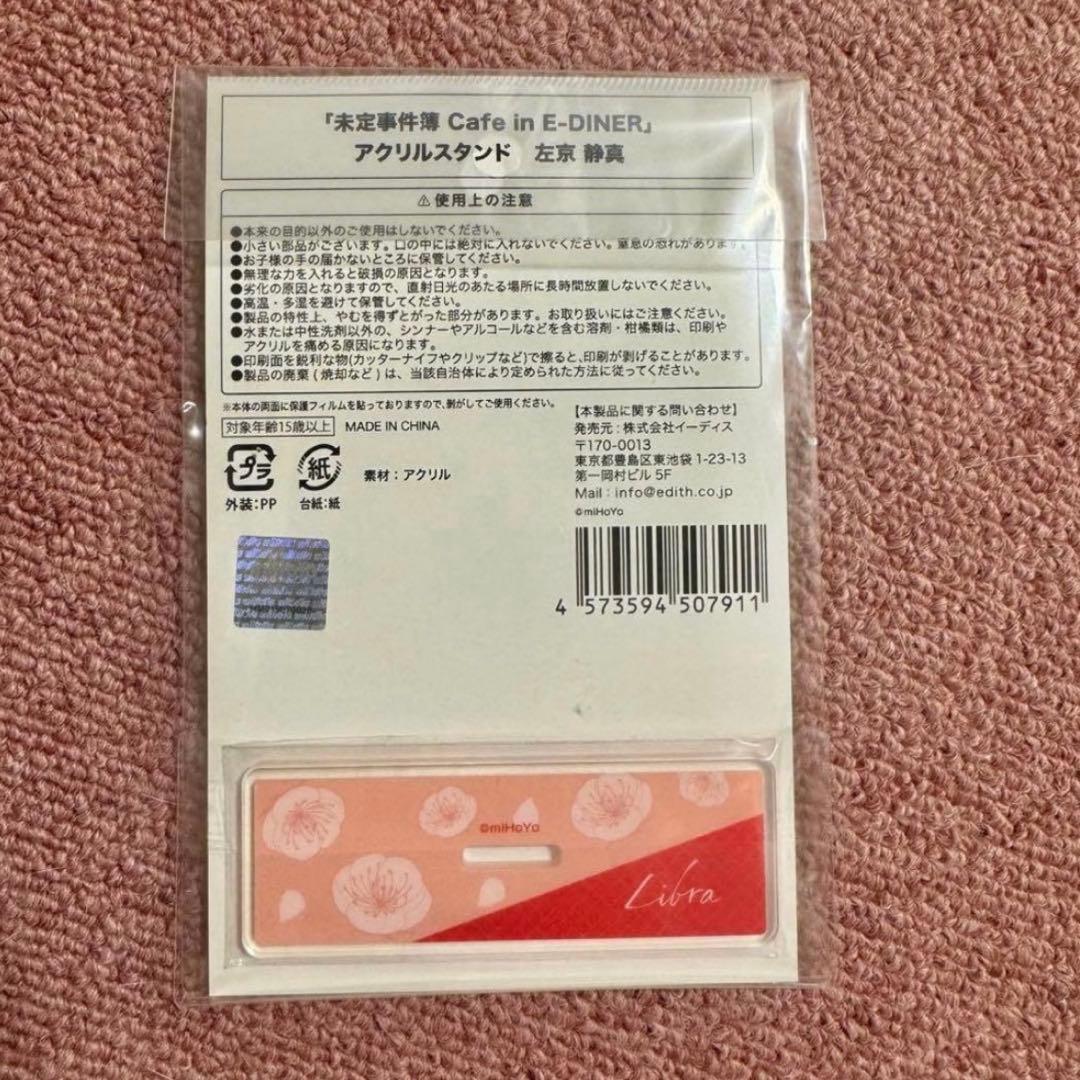 「未定事件簿 Cafe in E-DINER」
アクリルスタンド 左京 静真
⚠使用上の注意
●本来の目的以外のご使用はしないでください。
●小さい部品がございます。口の中には絶対に入れないでください。窒息の恐れがあります。
●お子様の手の届かないところに保管してください。
●無理な力を入れると破損の原因となります。
●劣化の原因となりますので、直射日光のあたる場所に長時間放置しないでください。
●高温・多湿を避けて保管してください。
●製品の特性上、やむを得ずとがった部分があります。お取り扱いにはご注意ください。
●水または中性洗剤以外の、シンナーやアルコールなどを含む溶剤・柑橘類は、印刷や
アクリルを痛める原因になります。
●印刷面を鋭利な物(カッターナイフやクリップなど)で擦ると、印刷が剥げることがあります。
●製品の廃棄(焼却など)は、当該自治体により定められた方法に従ってください。
※本体の両面に保護フィルムを貼っておりますので、剥がしてご使用ください。
対象年齢15歳以上 MADE IN CHINA
プラ
外装:PP
紙
台紙:紙
素材:アクリル
【本製品に関する問い合わせ】
発売元:株式会社イーディス
〒170-0013
東京都豊島区東池袋1-23-13
第一岡村ビル 5F
Mail:info@edith.co.jp
©miHoYo
4 573594 507911
©miHoYo
Libra